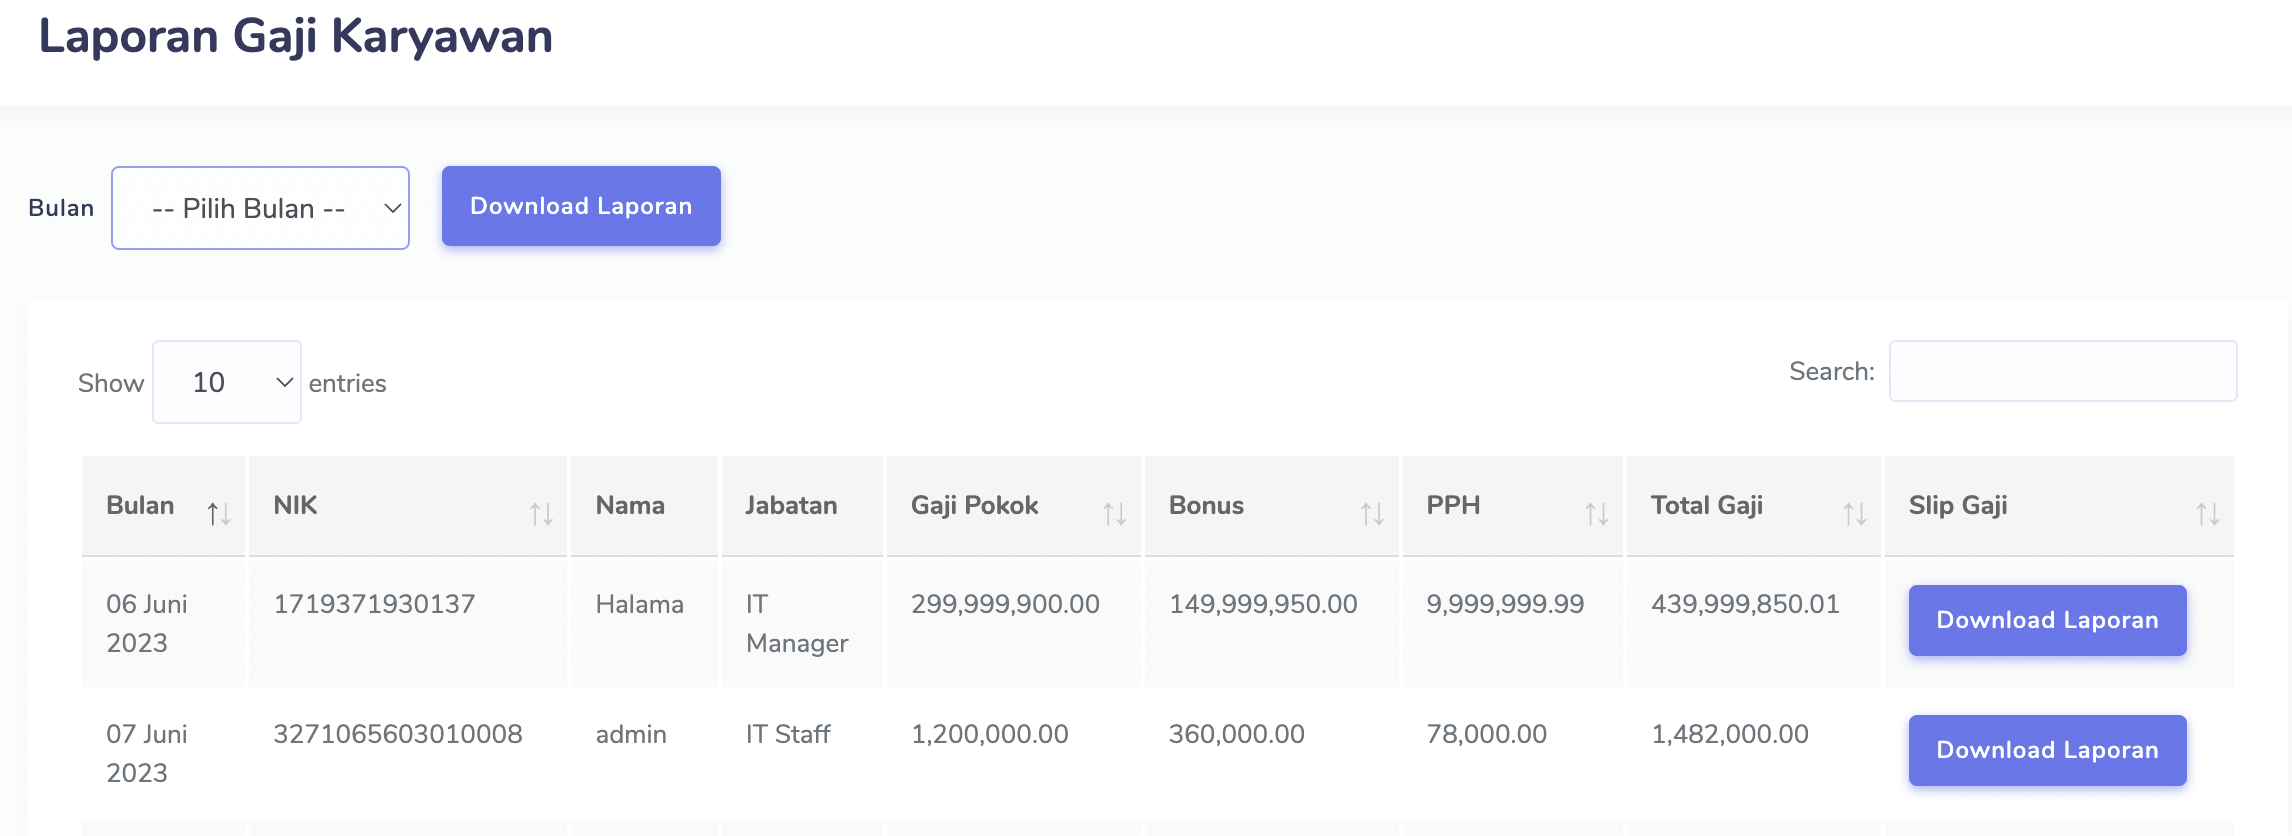 Laporan Gaji Karyawan
Bulan -- Pilih Bulan -- Download Laporan
Show 10 entries Search:
Bulan NIK Nama Jabatan Gaji Pokok Bonus PPH Total Gaji Slip Gaji
06 Juni 1719371930137 Halama IT 299,999,900.00 149,999,950.00 9,999,999.99 439,999,850.01 Download Laporan
2023 Manager
07 Juni 3271065603010008 admin IT Staff 1,200,000.00 360,000.00 78,000.00 1,482,000.00 Download Laporan
2023